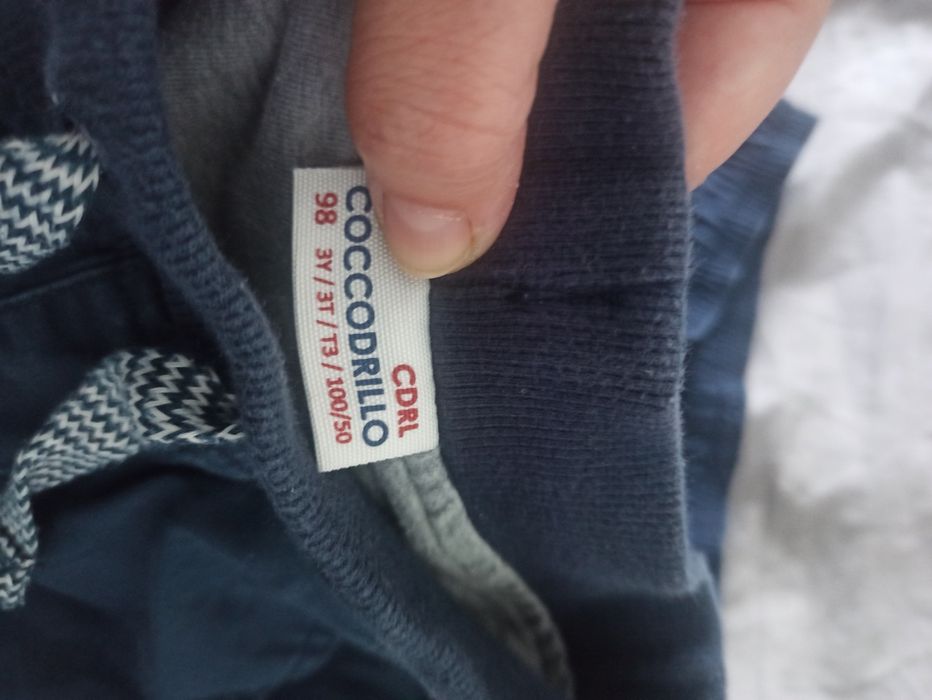 CDRL
COCCODRILLO
98 3Y / 3T / T3 / 100/50